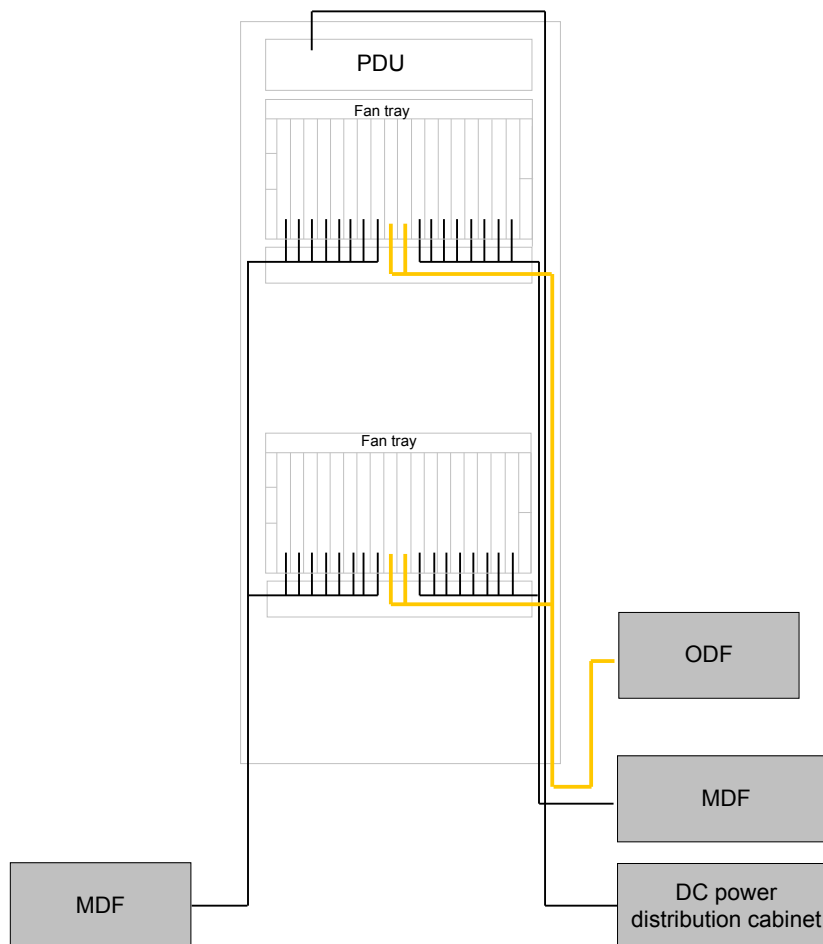 PDU
Fan tray
Fan tray
ODF
MDF
MDF
DC power
distribution cabinet